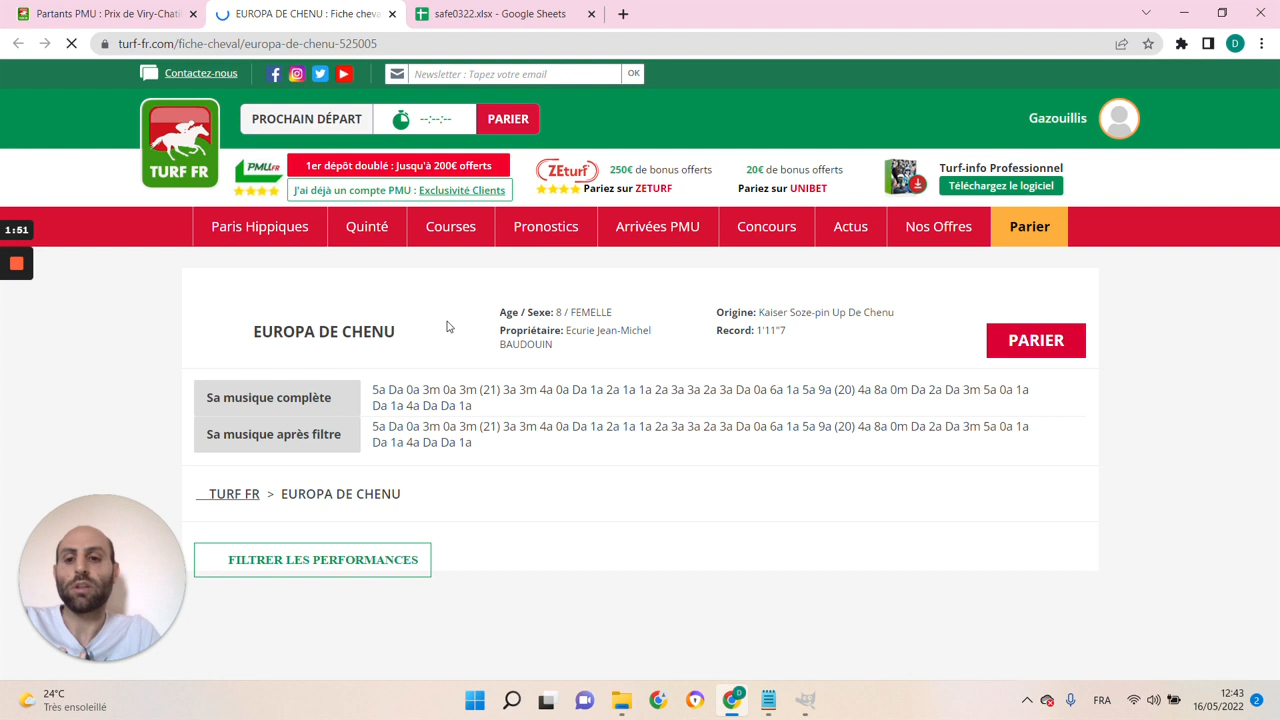 Partants PMU : Prix de Viry-Chati
EUROPA DE CHENU : Fiche cheva
safe0322.xlsx - Google Sheets
turf-fr.com/fiche-cheval/europa-de-chenu-525005
D
Contactez-nous
Newsletter : Tapez votre email
OK
PROCHAIN DÉPART
--:--:--
PARIER
Gazouillis
TURF FR
PMU.FR
1er dépôt doublé : Jusqu'à 200€ offerts
J'ai déjà un compte PMU : Exclusivité Clients
ZEturf
250€ de bonus offerts
Pariez sur ZETURF
20€ de bonus offerts
Pariez sur UNIBET
Turf-info Professionnel
Téléchargez le logiciel
Paris Hippiques
Quinté
Courses
Pronostics
Arrivées PMU
Concours
Actus
Nos Offres
Parier
1:51
EUROPA DE CHENU
Age / Sexe: 8 / FEMELLE
Propriétaire: Ecurie Jean-Michel
BAUDOUIN
Origine: Kaiser Soze-pin Up De Chenu
Record: 1'11"7
PARIER
Sa musique complète
5a Da 0a 3m 0a 3m (21) 3a 3m 4a 0a Da 1a 2a 1a 1a 2a 3a 3a 2a 3a Da 0a 6a 1a 5a 9a (20) 4a 8a 0m Da 2a Da 3m 5a 0a 1a
Da 1a 4a Da Da 1a
Sa musique après filtre
5a Da 0a 3m 0a 3m (21) 3a 3m 4a 0a Da 1a 2a 1a 1a 2a 3a 3a 2a 3a Da 0a 6a 1a 5a 9a (20) 4a 8a 0m Da 2a Da 3m 5a 0a 1a
Da 1a 4a Da Da 1a
TURF FR > EUROPA DE CHENU
FILTRER LES PERFORMANCES
24°C
Très ensoleillé
D
FRA
12:43
16/05/2022
2